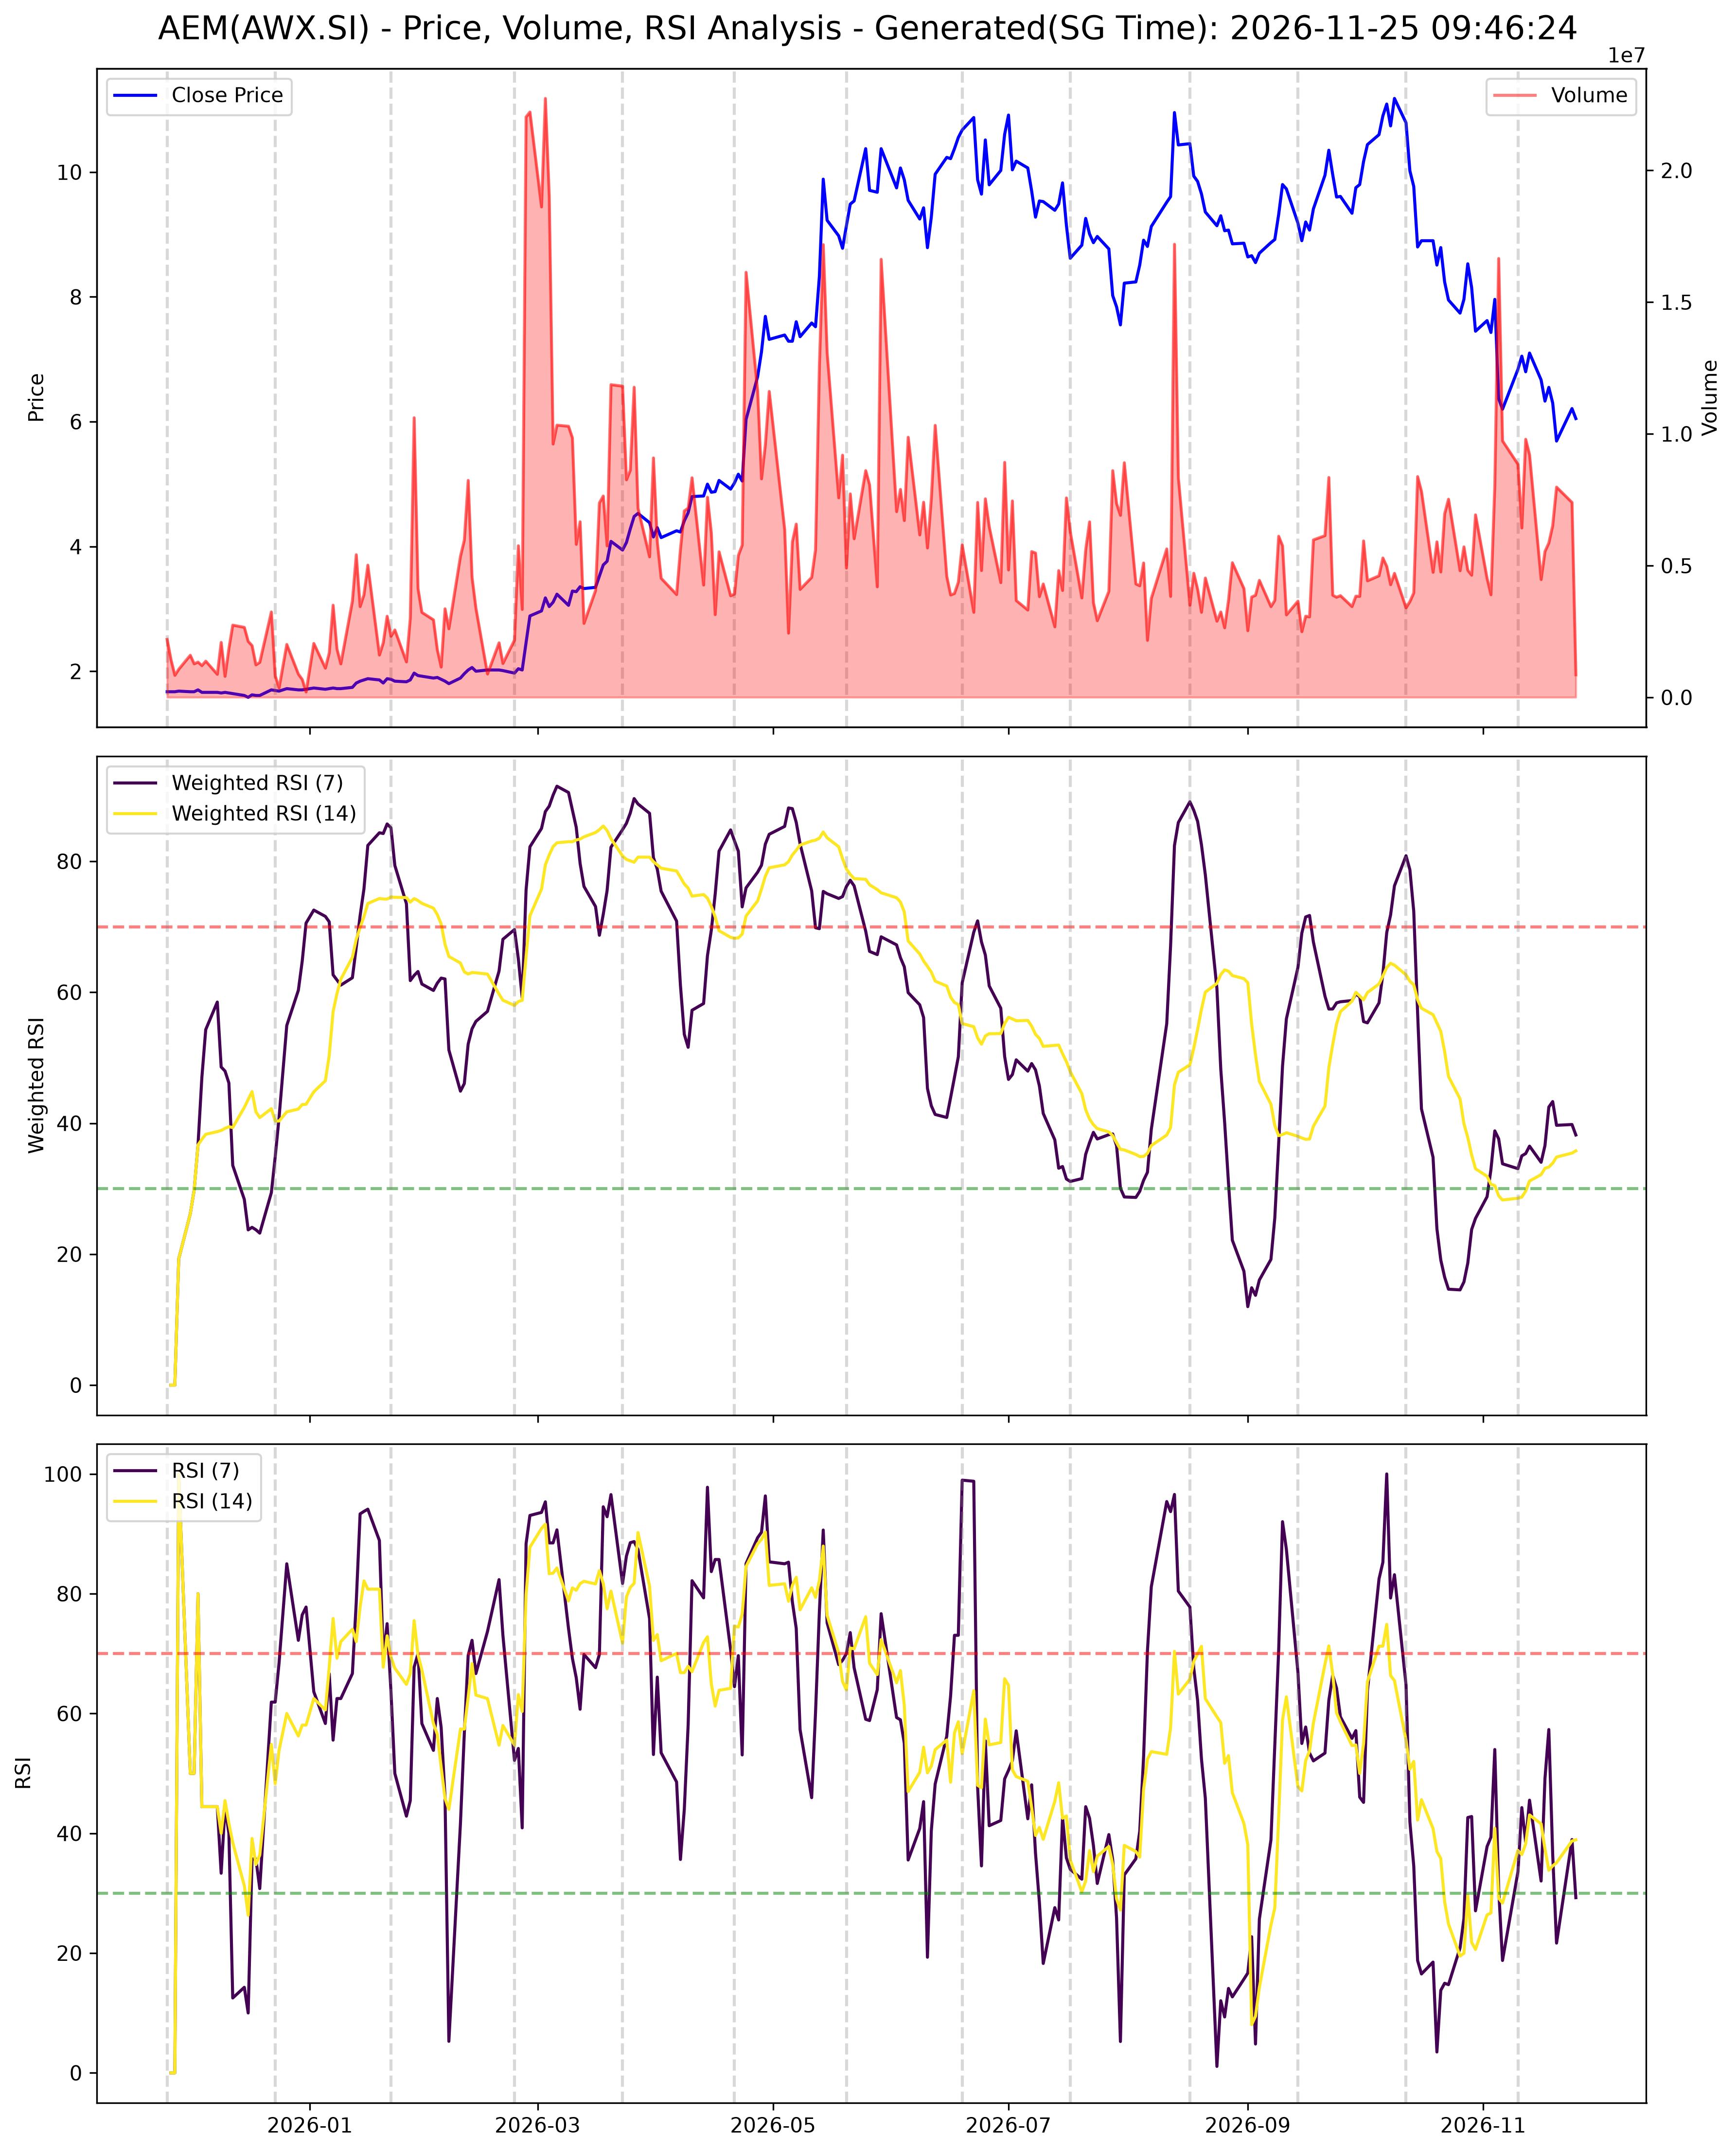 AEM(AWX.SI) - Price, Volume, RSI Analysis - Generated(SG Time): 2026-11-25 09:46:24
1e7
Close Price
Volume
10
8
6
4
2
Price
2.0
1.5
1.0
0.5
0.0
Volume
Weighted RSI (7)
Weighted RSI (14)
80
60
40
20
0
Weighted RSI
RSI (7)
RSI (14)
100
80
60
40
20
0
RSI
2026-01
2026-03
2026-05
2026-07
2026-09
2026-11